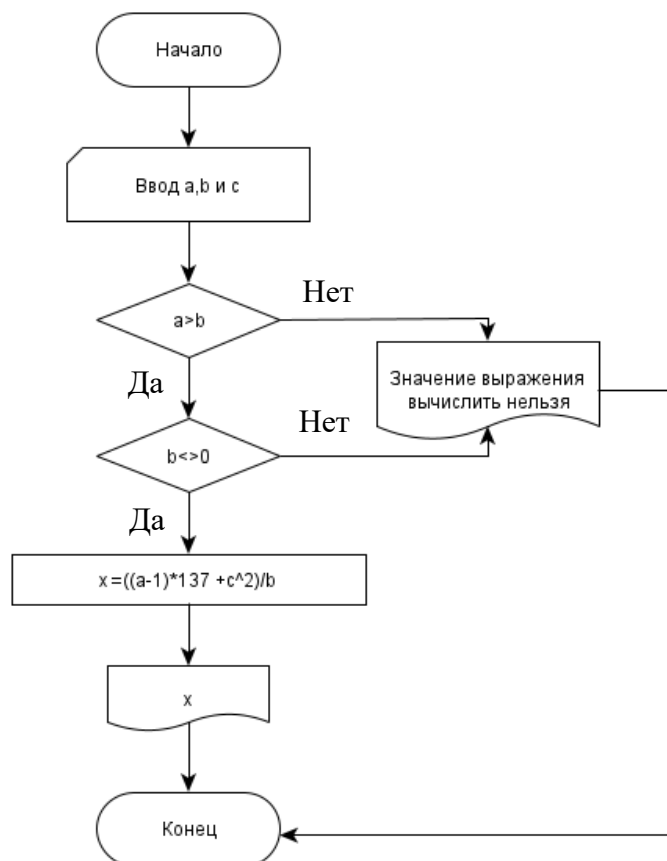 Начало
Ввод a,b и c
a>b
Нет
Да
Значение выражения
вычислить нельзя
b<>0
Нет
Да
x =((a-1)*137 +c^2)/b
x
Конец